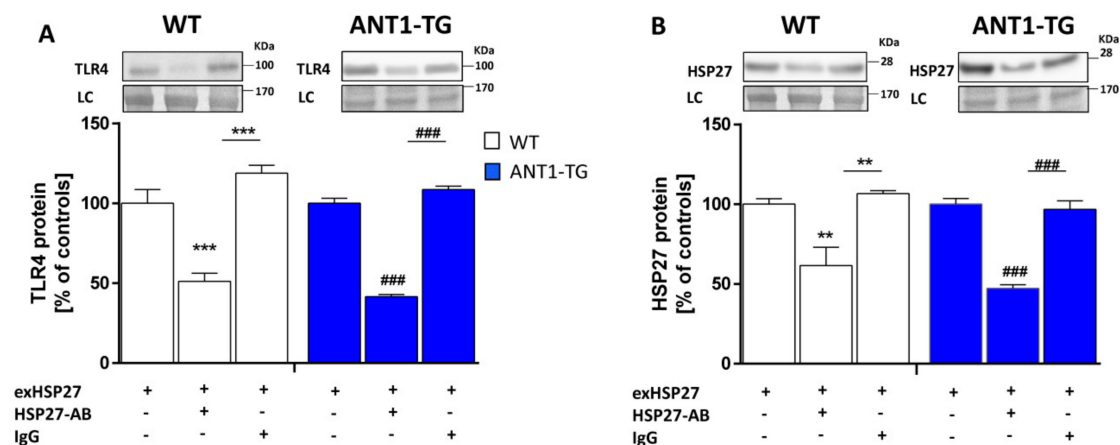 A
WT
ANT1-TG
KDa
KDa
TLR4
100
TLR4
100
LC
170
LC
170
150
100
50
0
TLR4 protein
[% of controls]
***
***
###
###
WT
ANT1-TG
exHSP27 + + + + + +
HSP27-AB - + - - + -
IgG - - + - - +
B
WT
ANT1-TG
KDa
KDa
HSP27
28
HSP27
28
LC
170
LC
170
150
100
50
0
HSP27 protein
[% of controls]
**
**
###
###
exHSP27 + + + + + +
HSP27-AB - + - - + -
IgG - - + - - +